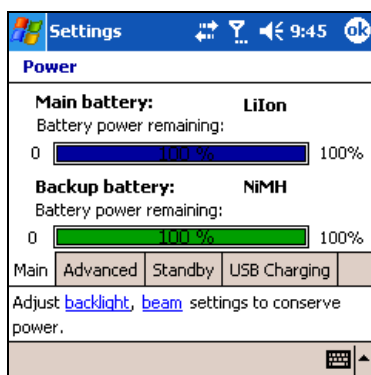 Settings 9:45 ok
Power
Main battery: LiIon
Battery power remaining:
0 100 % 100%
Backup battery: NiMH
Battery power remaining:
0 100 % 100%
Main Advanced Standby USB Charging
Adjust backlight, beam settings to conserve
power.